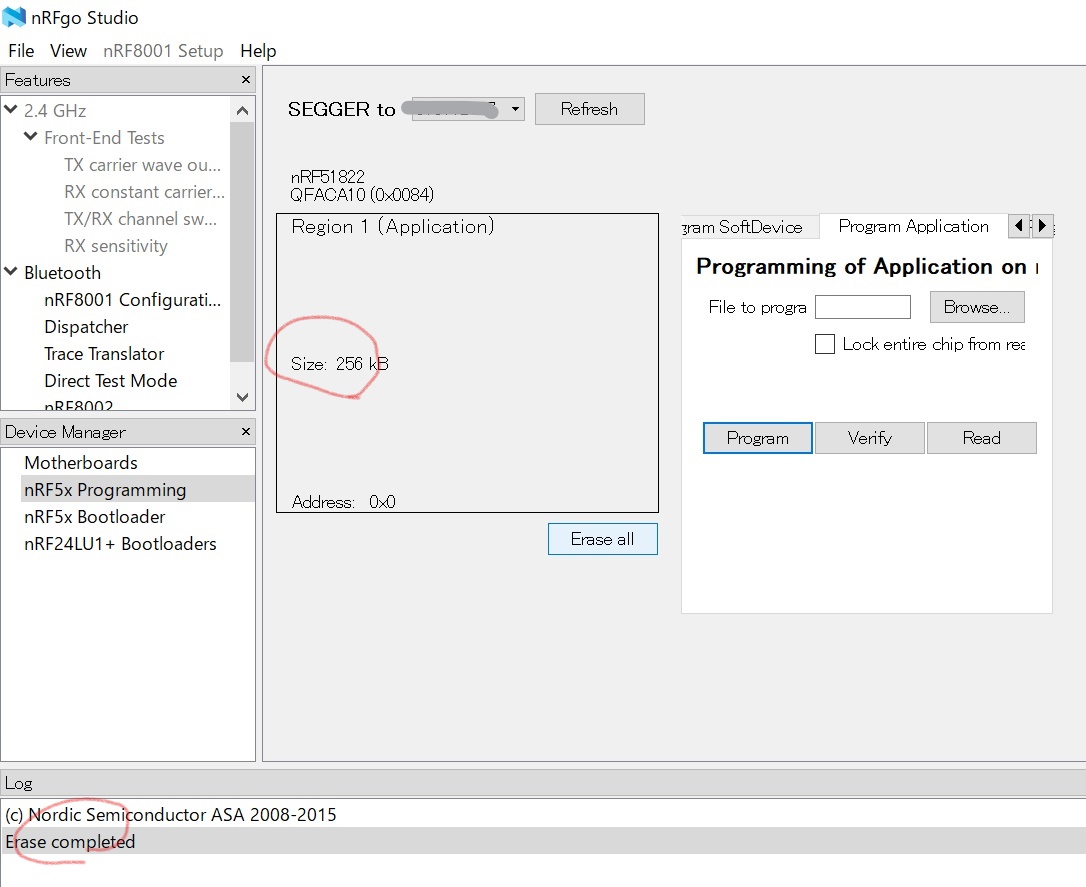 nRFgo Studio
File View nRF8001 Setup Help
Features
2.4 GHz
Front-End Tests
TX carrier wave ou...
RX constant carrier...
TX/RX channel sw...
RX sensitivity
Bluetooth
nRF8001 Configurati...
Dispatcher
Trace Translator
Direct Test Mode
nRF8002
Device Manager
Motherboards
nRF5x Programming
nRF5x Bootloader
nRF24LU1+ Bootloaders
SEGGER to
Refresh
nRF51822
QFACA10 (0x0084)
Region 1 (Application)
Size: 256 kB
Address: 0x0
Erase all
gram SoftDevice Program Application
Programming of Application on
File to progra Browse...
Lock entire chip from rea
Program Verify Read
Log
(c) Nordic Semiconductor ASA 2008-2015
Erase completed